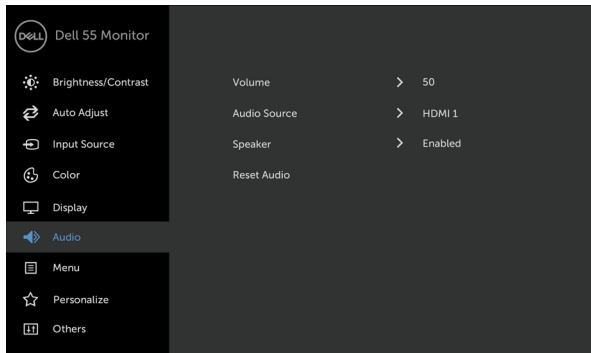 DELL Dell 55 Monitor
Brightness/Contrast
Auto Adjust
Input Source
Color
Display
Audio
Menu
Personalize
Others
Volume 50
Audio Source HDMI 1
Speaker Enabled
Reset Audio